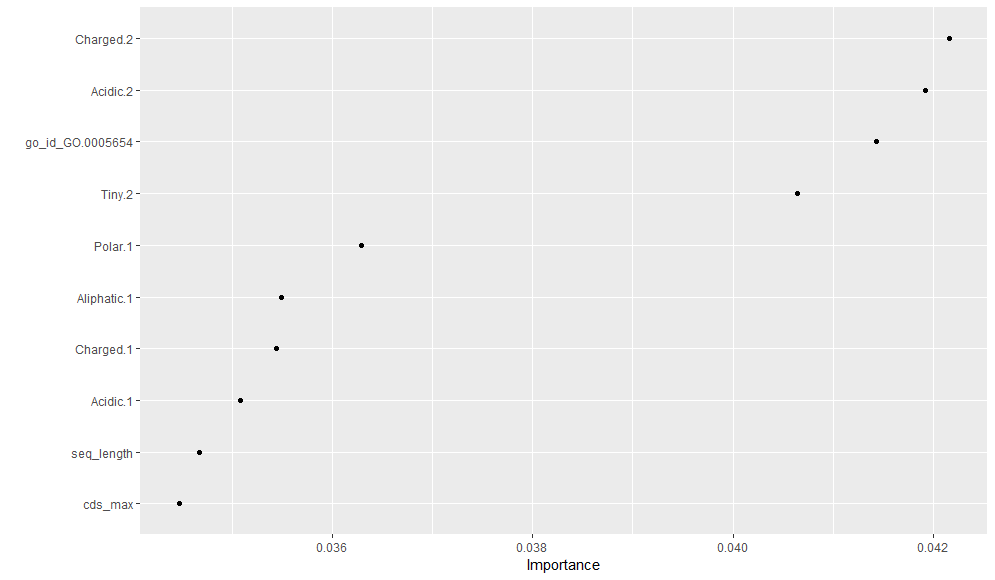 Charged.2
Acidic.2
go_id_GO.0005654
Tiny.2
Polar.1
Aliphatic.1
Charged.1
Acidic.1
seq_length
cds_max
0.036 0.038 0.040 0.042
Importance